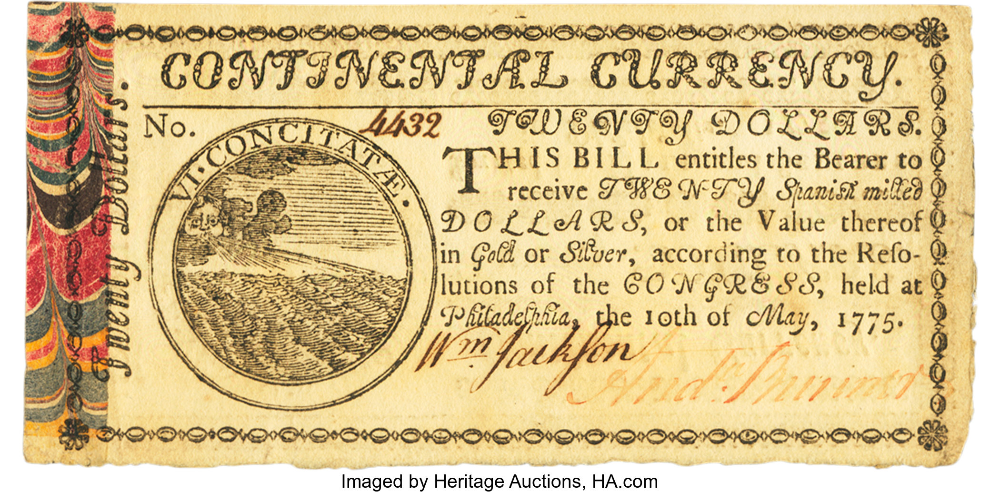 CONTINENTAL CURRENCY.
Twenty Dollars.
No. 4432
VI·CONCITATÆ.
TWENTY DOLLARS.
THIS BILL entitles the Bearer to
receive TWENTY Spanish milled
DOLLARS, or the Value thereof
in Gold or Silver, according to the Reſo-
lutions of the CONGRESS, held at
Philadelphia, the 10th of May, 1775.
Wm. Jackſon
Andw. Bunner
Imaged by Heritage Auctions, HA.com